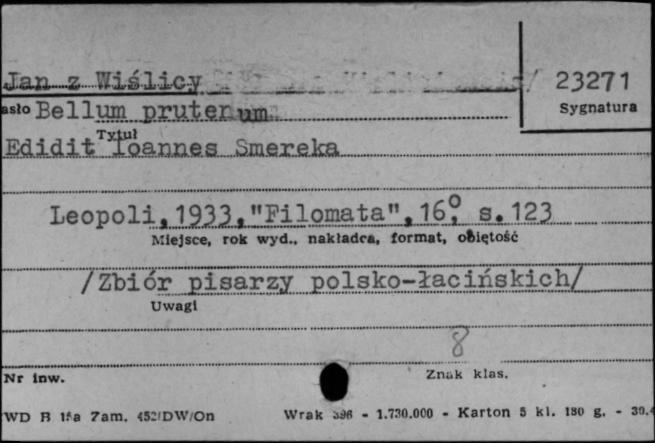 Jan z Wiślicy / 23271
asło Bellum prutenum Sygnatura
Tytuł
Edidit Ioannes Smereka
Leopoli,1933,"Filomata",16°, s.123
Miejsce, rok wyd., nakładca, format, objętość
/Zbiór pisarzy polsko-łacińskich/
Uwagi
8
Nr inw. Znak klas.
WD B 15a Zam. 452/DW/On Wrak 396 - 1.730.000 - Karton 5 kl. 180 g. - 30.4